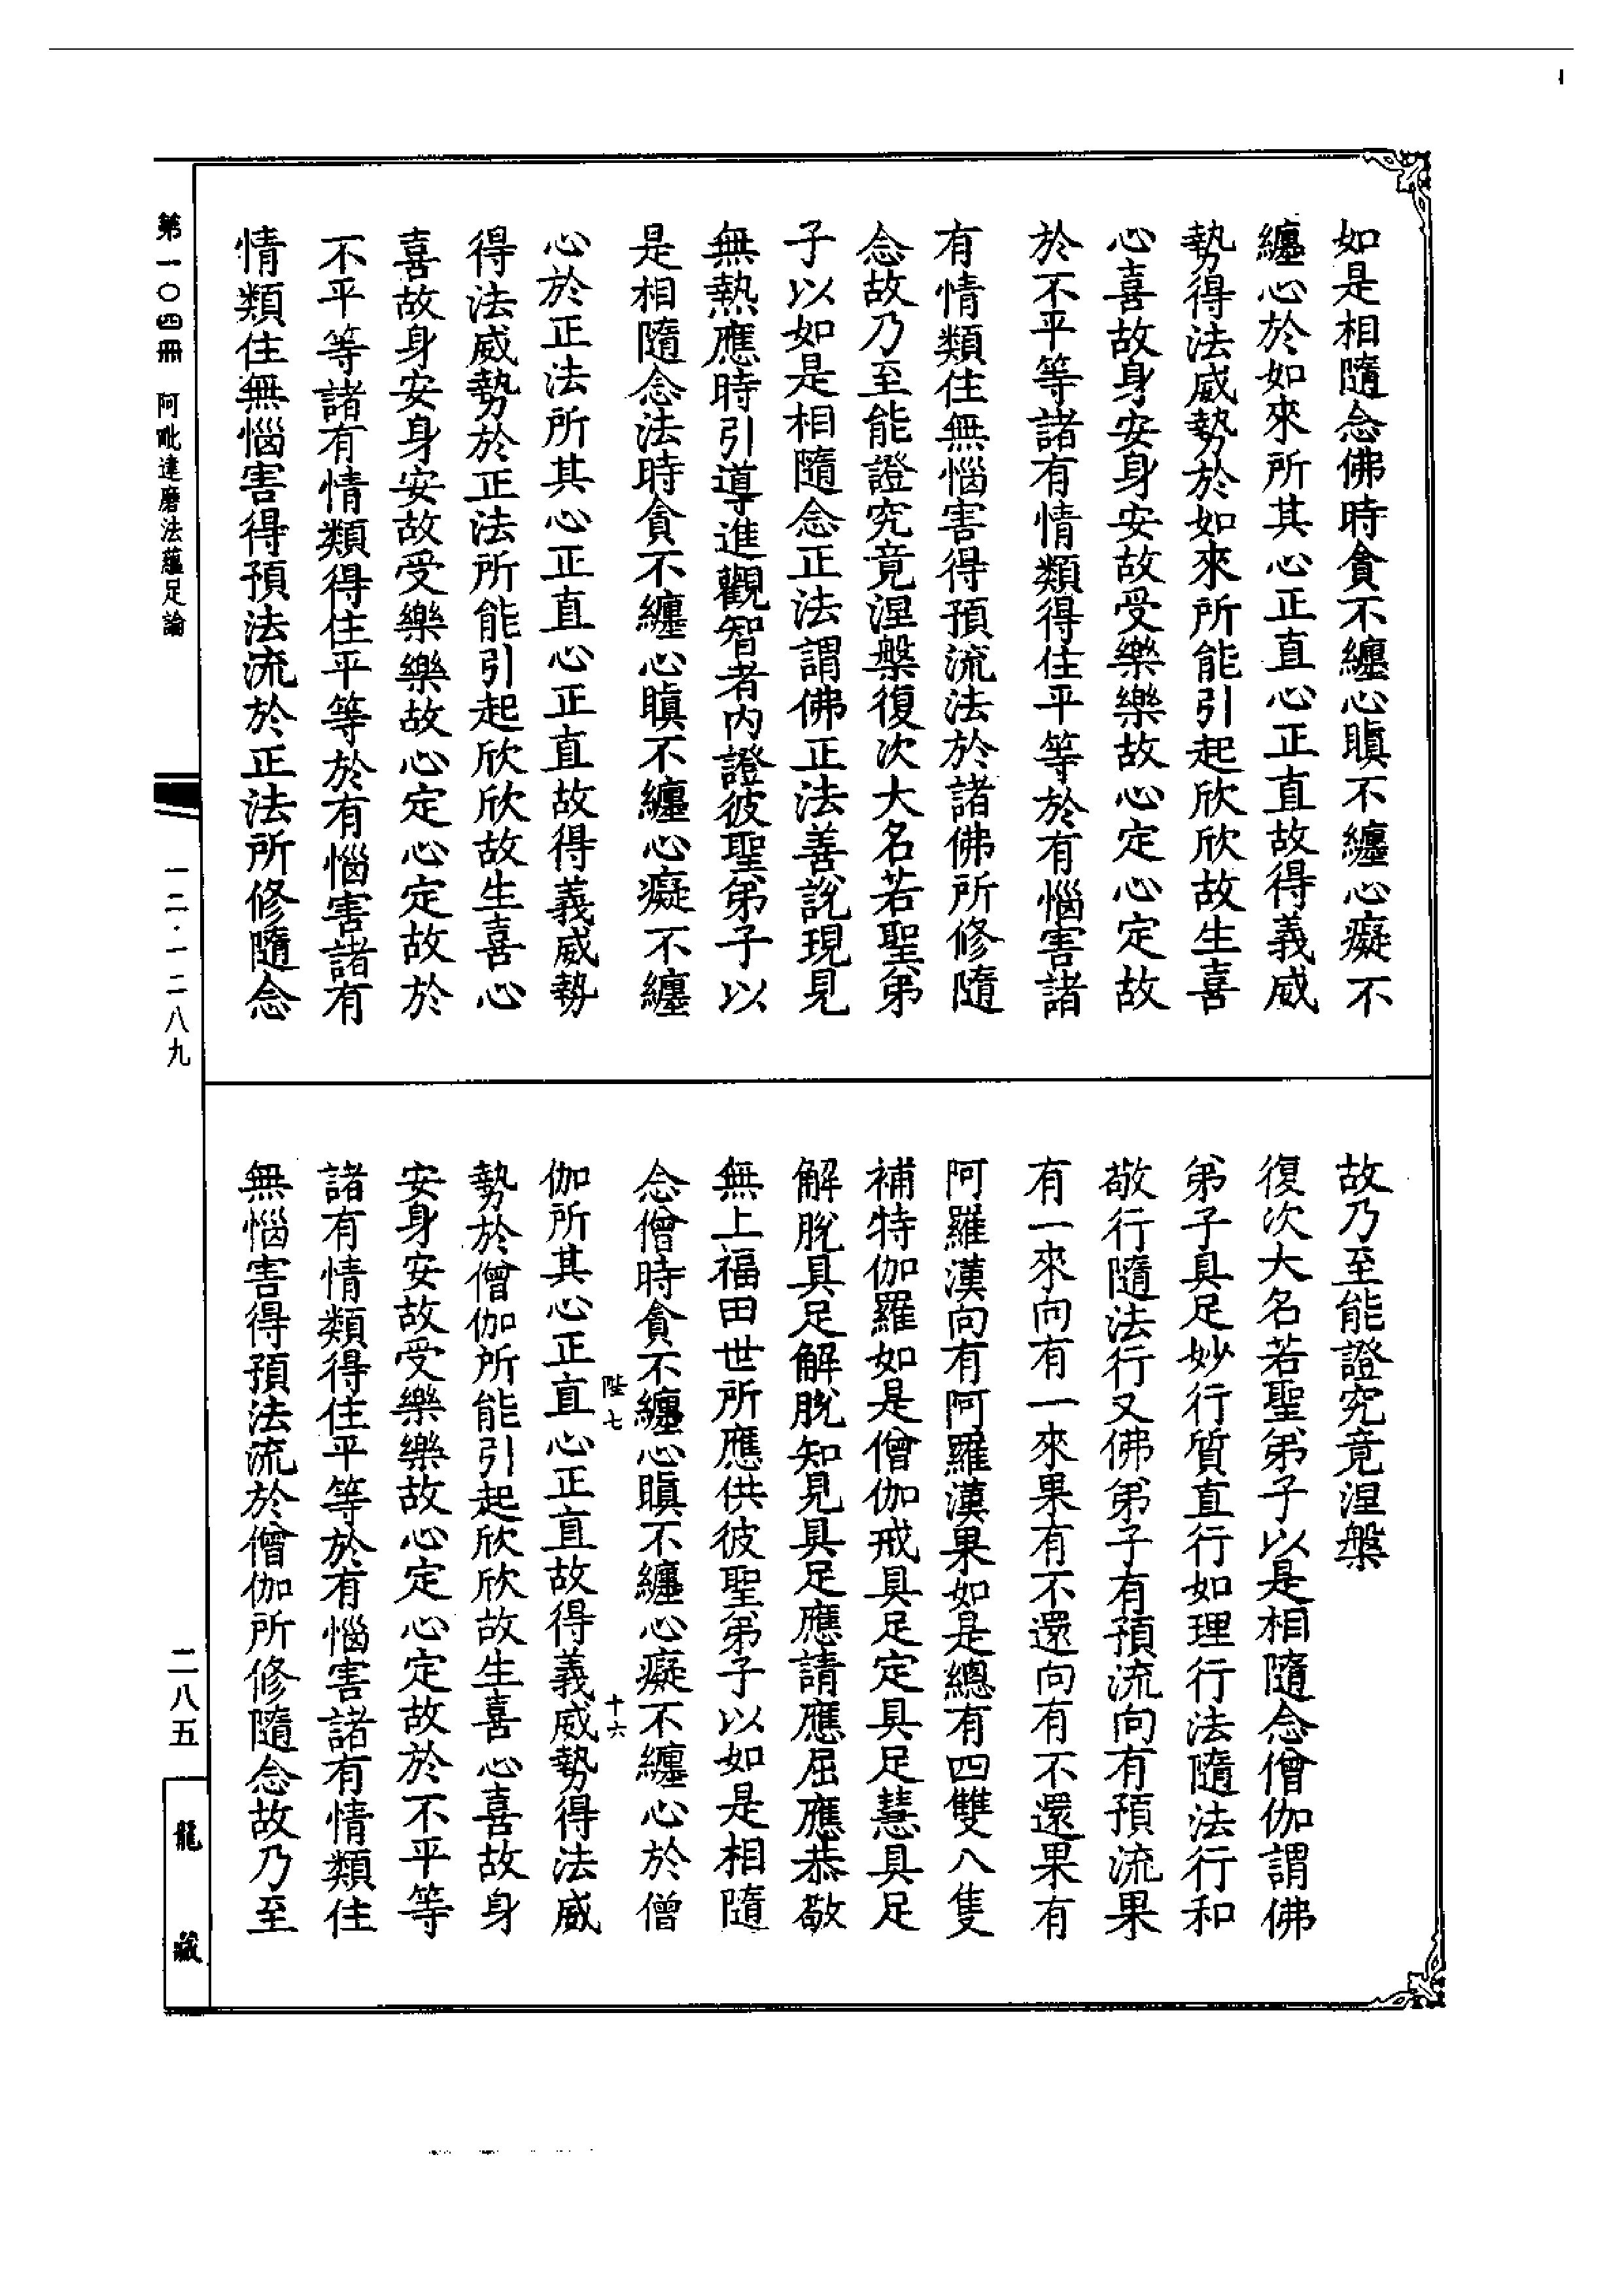 如是相隨念佛時貪不纏心瞋不纏心癡不
纏心於如來所其心正直心正直故得義威
勢得法威勢於如來所能引起欣欣故生喜
心喜故身安身安故受樂樂故心定心定故
於不平等諸有情類得住平等於有惱害諸
有情類住無惱害得預流法於諸佛所修隨
念故乃至能證究竟涅槃復次大名若聖弟
子以如是相隨念正法謂佛正法善說現見
無熱應時引導進觀智者內證彼聖弟子以
是相隨念法時貪不纏心瞋不纏心癡不纏
心於正法所其心正直心正直故得義威勢
得法威勢於正法所能引起欣欣故生喜心
喜故身安身安故受樂樂故心定心定故於
不平等諸有情類得住平等於有惱害諸有
情類住無惱害得預法流於正法所修隨念
故乃至能證究竟涅槃
復次大名若聖弟子以是相隨念僧伽謂佛
弟子具足妙行質直行如理行法隨法行和
敬行隨法行又佛弟子有預流向有預流果
有一來向有一來果有不還向有不還果有
阿羅漢向有阿羅漢果如是總有四雙八隻
補特伽羅如是僧伽戒具足定具足慧具足
解脫具足解脫知見具足應請應屈應恭敬
無上福田世所應供彼聖弟子以如是相隨
念僧時貪不纏心瞋不纏心癡不纏心於僧
陛七 十六
伽所其心正直心正直故得義威勢得法威
勢於僧伽所能引起欣欣故生喜心喜故身
安身安故受樂樂故心定心定故於不平等
諸有情類得住平等於有惱害諸有情類住
無惱害得預法流於僧伽所修隨念故乃至
第一〇四冊 阿毗達磨法蘊足論
一二·一二八九
二八五
龍藏